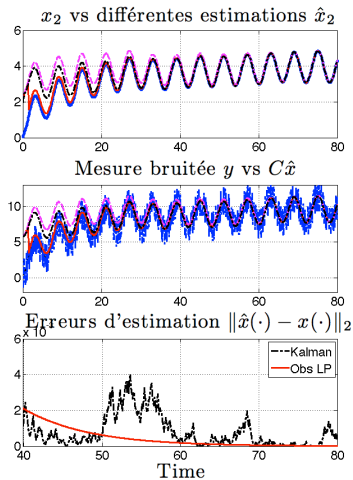 x₂ vs différentes estimations x̂₂
6
4
2
0
0 20 40 60 80
Mesure bruitée y vs Cx̂
10
5
0
0 20 40 60 80
Erreurs d'estimation ‖x̂(·) − x(·)‖₂
6
4
2
0
Kalman
Obs LP
40 50 60 70 80
Time